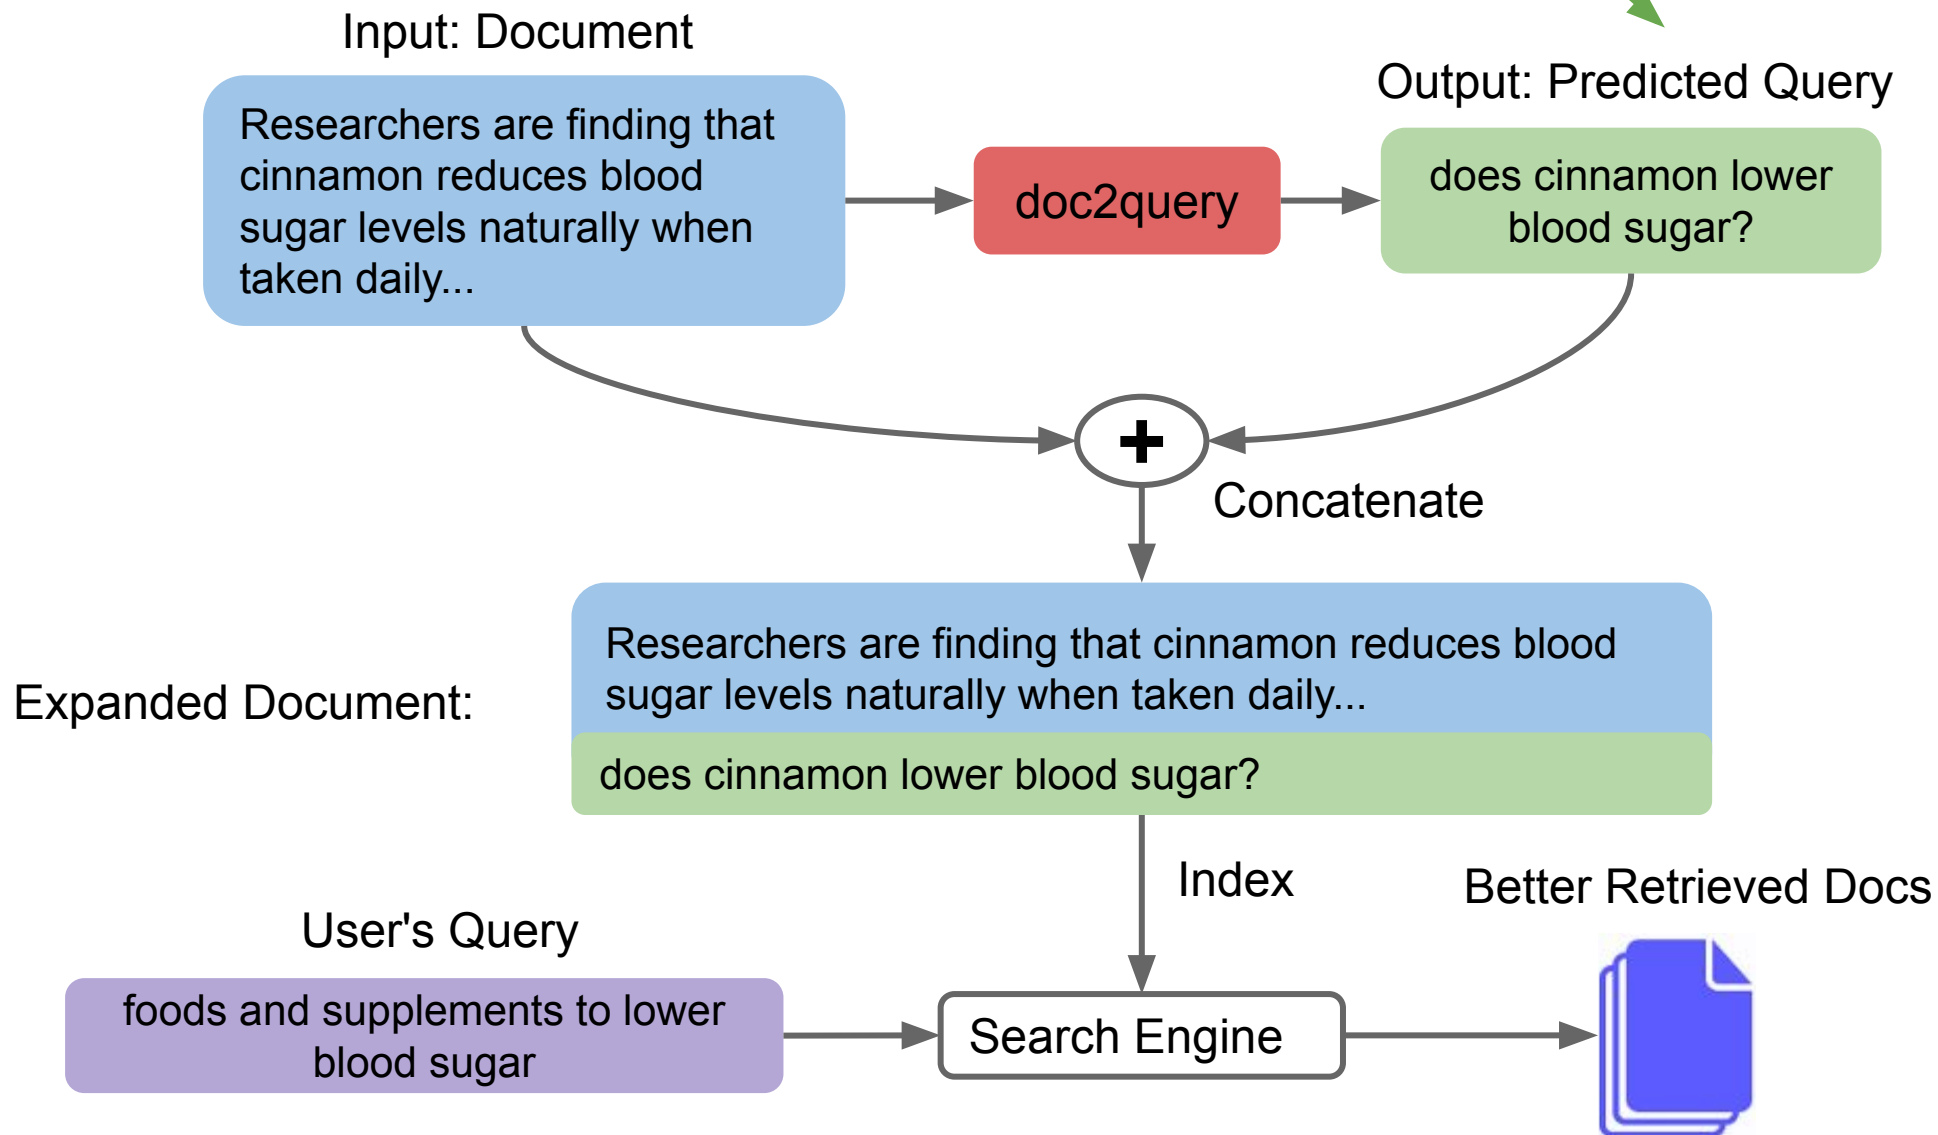 Input: Document
Output: Predicted Query
Researchers are finding that
cinnamon reduces blood
sugar levels naturally when
taken daily...
doc2query
does cinnamon lower
blood sugar?
+
Concatenate
Expanded Document:
Researchers are finding that cinnamon reduces blood
sugar levels naturally when taken daily...
does cinnamon lower blood sugar?
Index
Better Retrieved Docs
User's Query
foods and supplements to lower
blood sugar
Search Engine